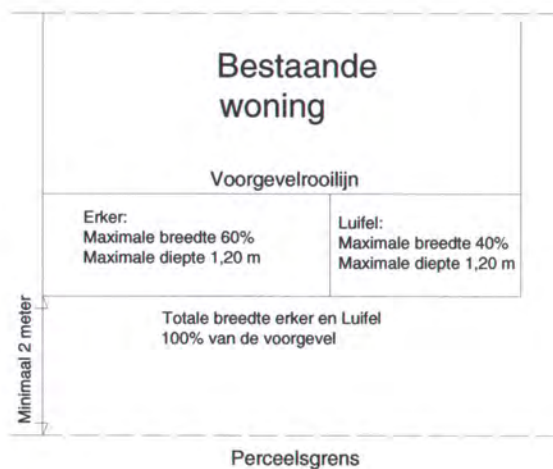 Bestaande
woning
Voorgevelrooilijn
Erker:
Maximale breedte 60%
Maximale diepte 1,20 m
Luifel:
Maximale breedte 40%
Maximale diepte 1,20 m
Totale breedte erker en Luifel
100% van de voorgevel
Minimaal 2 meter
Perceelsgrens